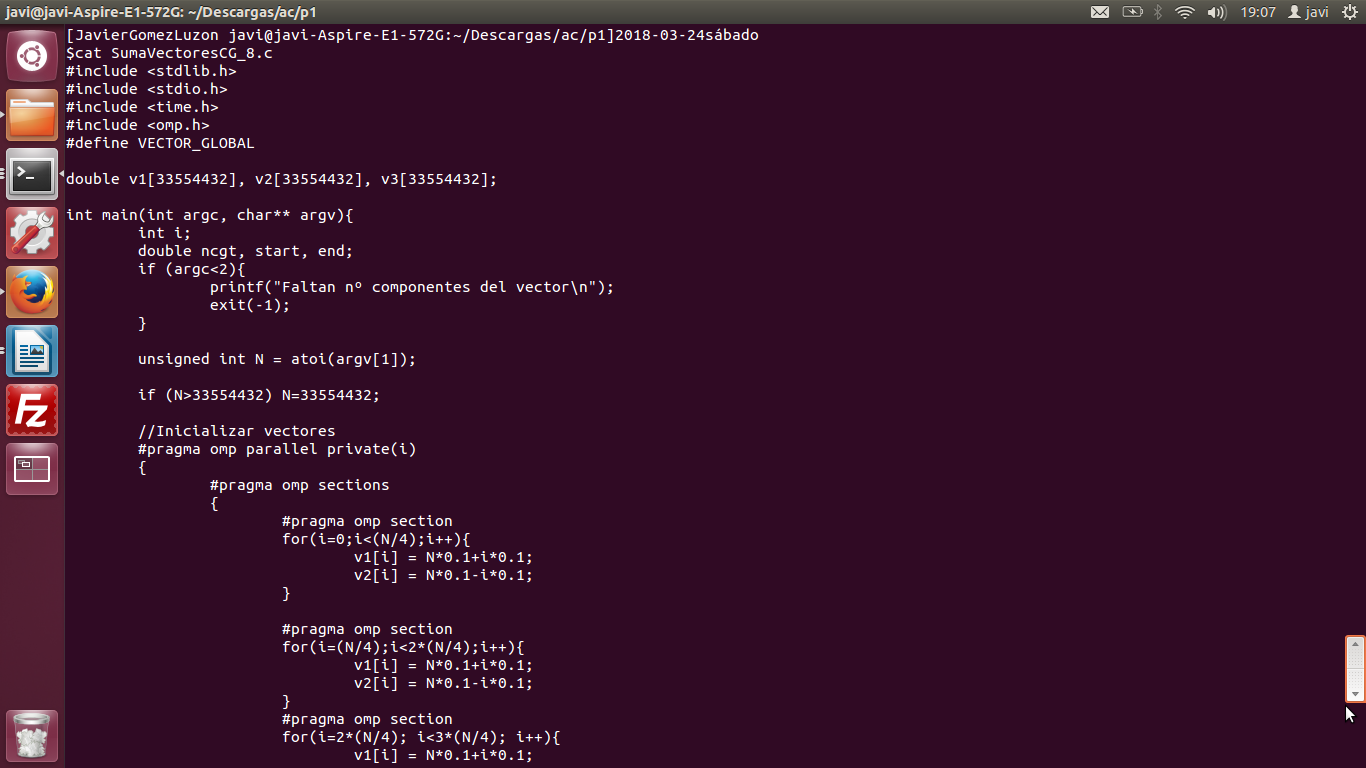 javi@javi-Aspire-E1-572G: ~/Descargas/ac/p1
19:07 javi
[JavierGomezLuzon javi@javi-Aspire-E1-572G:~/Descargas/ac/p1]2018-03-24sábado
$cat SumaVectoresCG_8.c
#include <stdlib.h>
#include <stdio.h>
#include <time.h>
#include <omp.h>
#define VECTOR_GLOBAL
double v1[33554432], v2[33554432], v3[33554432];
int main(int argc, char** argv){
int i;
double ncgt, start, end;
if (argc<2){
printf("Faltan nº componentes del vector\n");
exit(-1);
}
unsigned int N = atoi(argv[1]);
if (N>33554432) N=33554432;
//Inicializar vectores
#pragma omp parallel private(i)
{
#pragma omp sections
{
#pragma omp section
for(i=0;i<(N/4);i++){
v1[i] = N*0.1+i*0.1;
v2[i] = N*0.1-i*0.1;
}
#pragma omp section
for(i=(N/4);i<2*(N/4);i++){
v1[i] = N*0.1+i*0.1;
v2[i] = N*0.1-i*0.1;
}
#pragma omp section
for(i=2*(N/4); i<3*(N/4); i++){
v1[i] = N*0.1+i*0.1;
>_
Fz